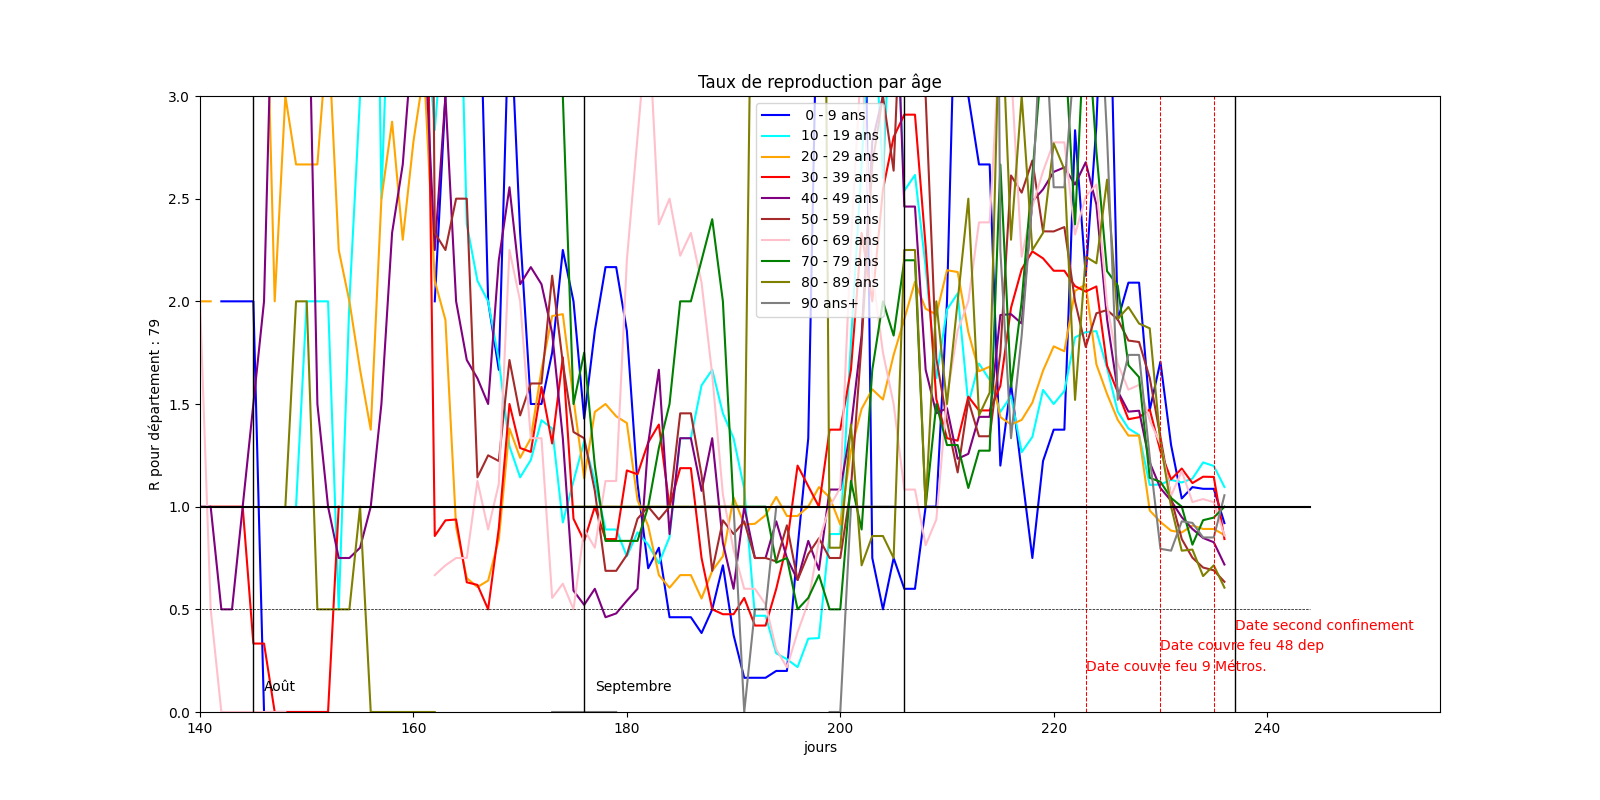 Taux de reproduction par âge
R pour département : 79
3.0
2.5
2.0
1.5
1.0
0.5
0.0
0 - 9 ans
10 - 19 ans
20 - 29 ans
30 - 39 ans
40 - 49 ans
50 - 59 ans
60 - 69 ans
70 - 79 ans
80 - 89 ans
90 ans+
Date second confinement
Date couvre feu 48 dep
Date couvre feu 9 Métros.
Août
Septembre
140
160
180
200
220
240
jours